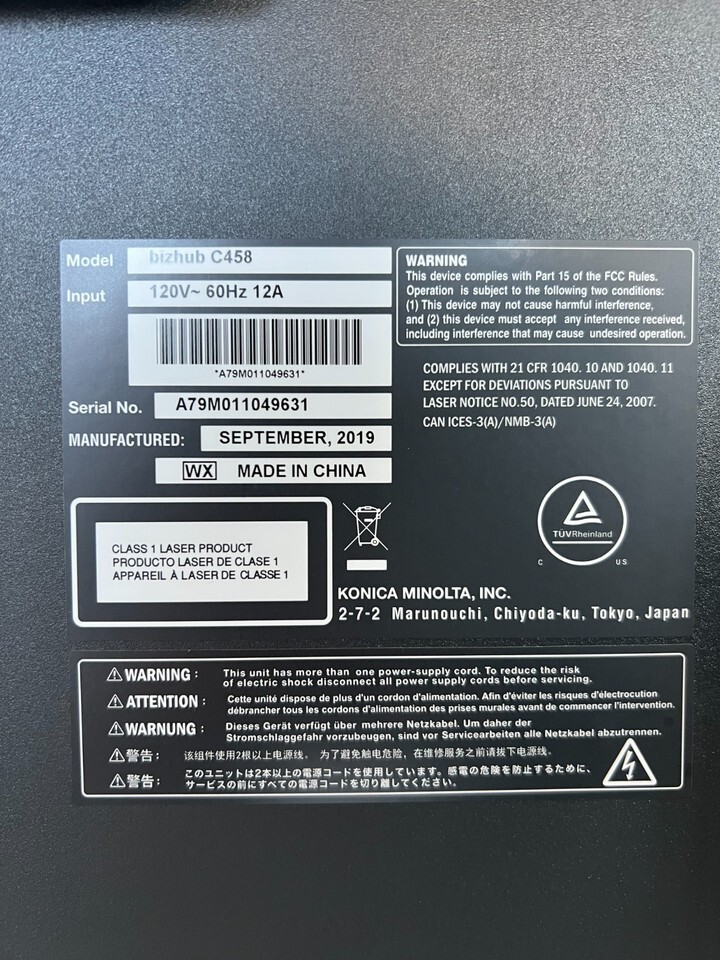 Model bizhub C458
Input 120V~ 60Hz 12A
*A79M011049631*
Serial No. A79M011049631
MANUFACTURED: SEPTEMBER, 2019
WX MADE IN CHINA
WARNING
This device complies with Part 15 of the FCC Rules.
Operation is subject to the following two conditions:
(1) This device may not cause harmful interference,
and (2) this device must accept any interference received,
including interference that may cause undesired operation.
COMPLIES WITH 21 CFR 1040. 10 AND 1040. 11
EXCEPT FOR DEVIATIONS PURSUANT TO
LASER NOTICE NO.50, DATED JUNE 24, 2007.
CAN ICES-3(A)/NMB-3(A)
CLASS 1 LASER PRODUCT
PRODUCTO LASER DE CLASE 1
APPAREIL À LASER DE CLASSE 1
TÜVRheinland
C US
KONICA MINOLTA, INC.
2-7-2 Marunouchi, Chiyoda-ku, Tokyo, Japan
WARNING : This unit has more than one power-supply cord. To reduce the risk
of electric shock disconnect all power supply cords before servicing.
ATTENTION : Cette unité dispose de plus d'un cordon d'alimentation. Afin d'éviter les risques d'électrocution
débrancher tous les cordons d'alimentation des prises murales avant de commencer l'intervention.
WARNUNG : Dieses Gerät verfügt über mehrere Netzkabel. Um daher der
Stromschlaggefahr vorzubeugen, sind vor Servicearbeiten alle Netzkabel abzutrennen.
警告: 该组件使用2根以上电源线。为了避免触电危险，在维修服务之前请拔下电源线。
警告: このユニットは2本以上の電源コードを使用しています。感電の危険を防止するために、
サービスの前にすべての電源コードを切り離してください。